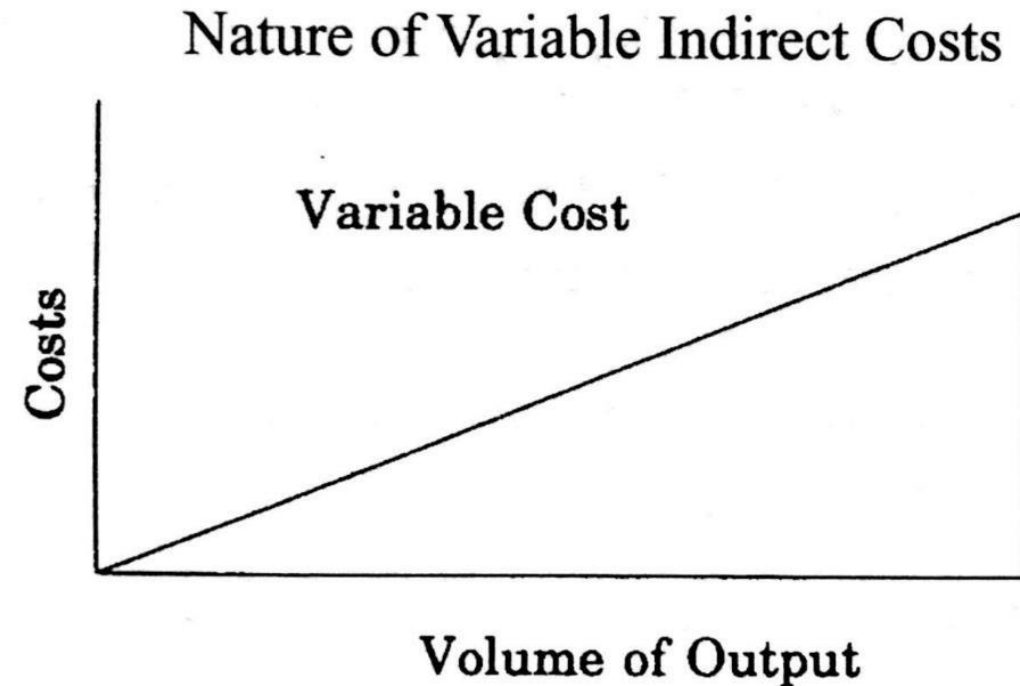 Nature of Variable Indirect Costs
Variable Cost
Costs
Volume of Output